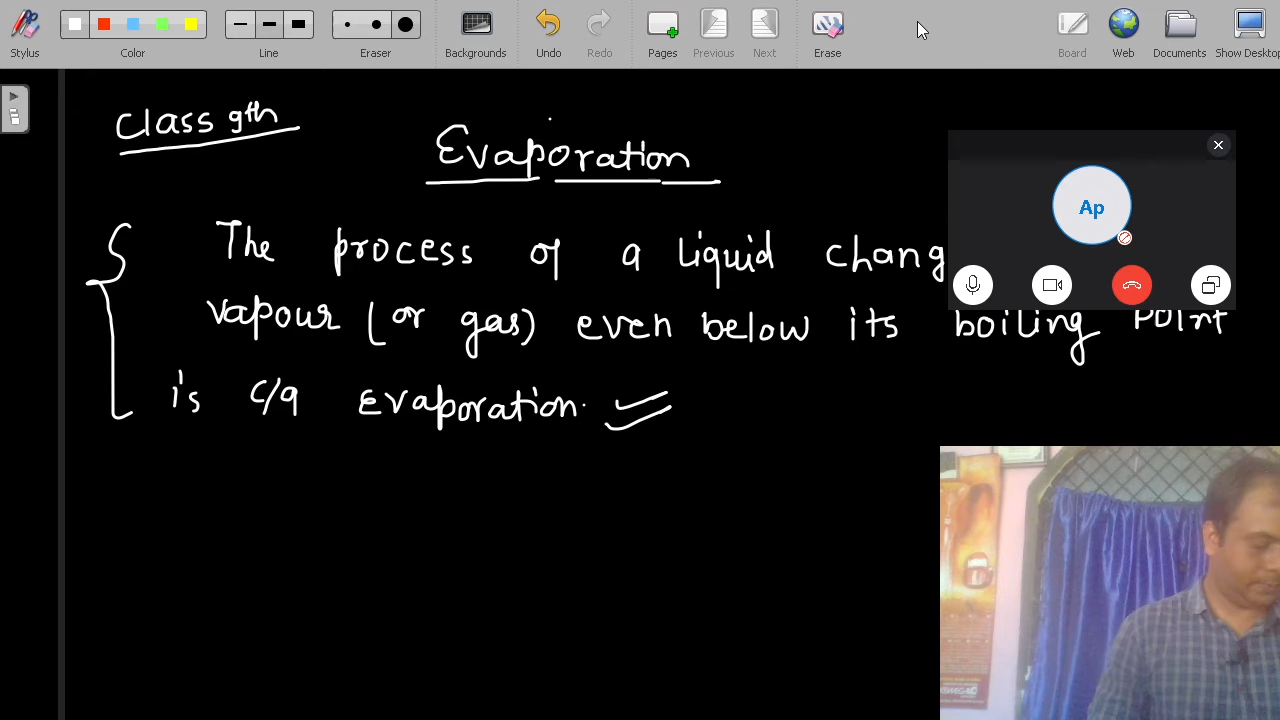 Stylus Color Line Eraser Backgrounds Undo Redo Pages Previous Next Erase Board Web Documents Show Desktop
Class 9th
Evaporation
Ap
The process of a liquid chang
vapour (or gas) even below its boiling point
is c/a Evaporation.